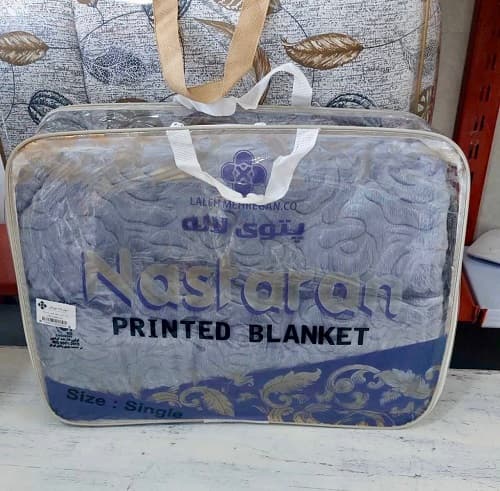 LALEH MEHREGAN.CO
پتوی لاله
Nastaran
PRINTED BLANKET
Size : Single